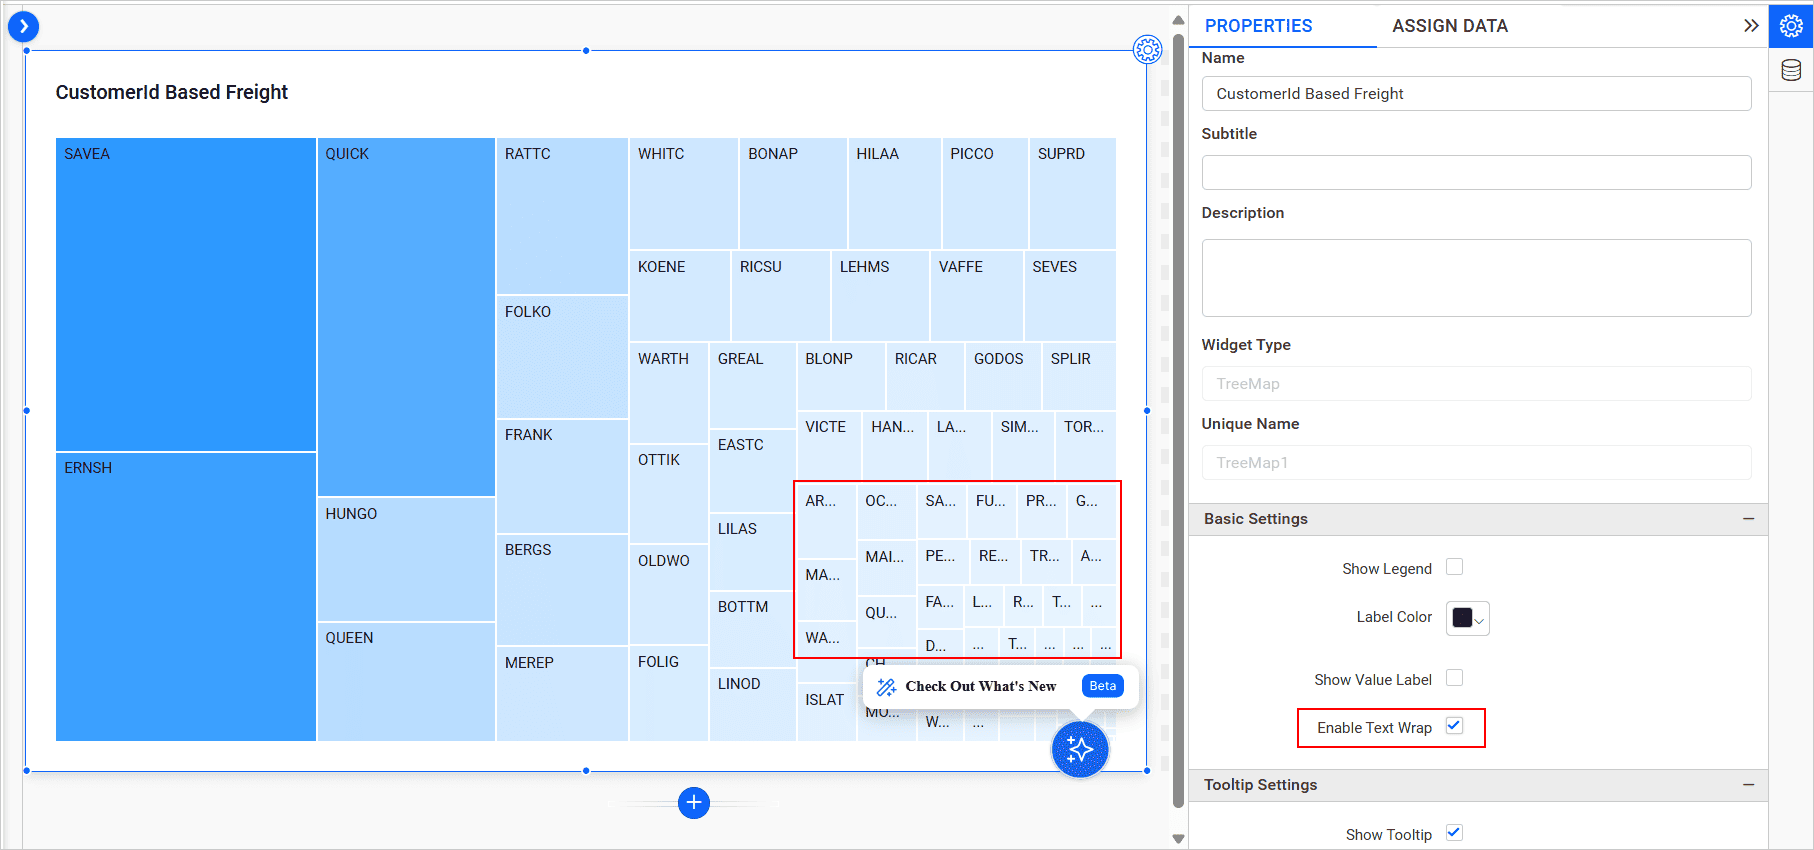 CustomerId Based Freight
SAVEA
QUICK
RATTC
WHITC
BONAP
HILAA
PICCO
SUPRD
KOENE
RICSU
LEHMS
VAFFE
SEVES
FOLKO
WARTH
GREAL
BLONP
RICAR
GODOS
SPLIR
VICTE
HAN...
LA...
SIM...
TOR...
FRANK
EASTC
OTTIK
ERNSH
AR...
OC...
SA...
FU...
PR...
G...
HUNGO
LILAS
BERGS
OLDWO
MAI...
PE...
RE...
TR...
A...
MA...
BOTTM
QU...
FA...
L...
R...
T...
...
QUEEN
WA...
D...
...
T...
...
...
...
MEREP
FOLIG
CH
LINOD
ISLAT
MO...
W...
...
Check Out What's New
Beta
PROPERTIES
ASSIGN DATA
Name
CustomerId Based Freight
Subtitle
Description
Widget Type
TreeMap
Unique Name
TreeMap1
Basic Settings
Show Legend
Label Color
Show Value Label
Enable Text Wrap
Tooltip Settings
Show Tooltip